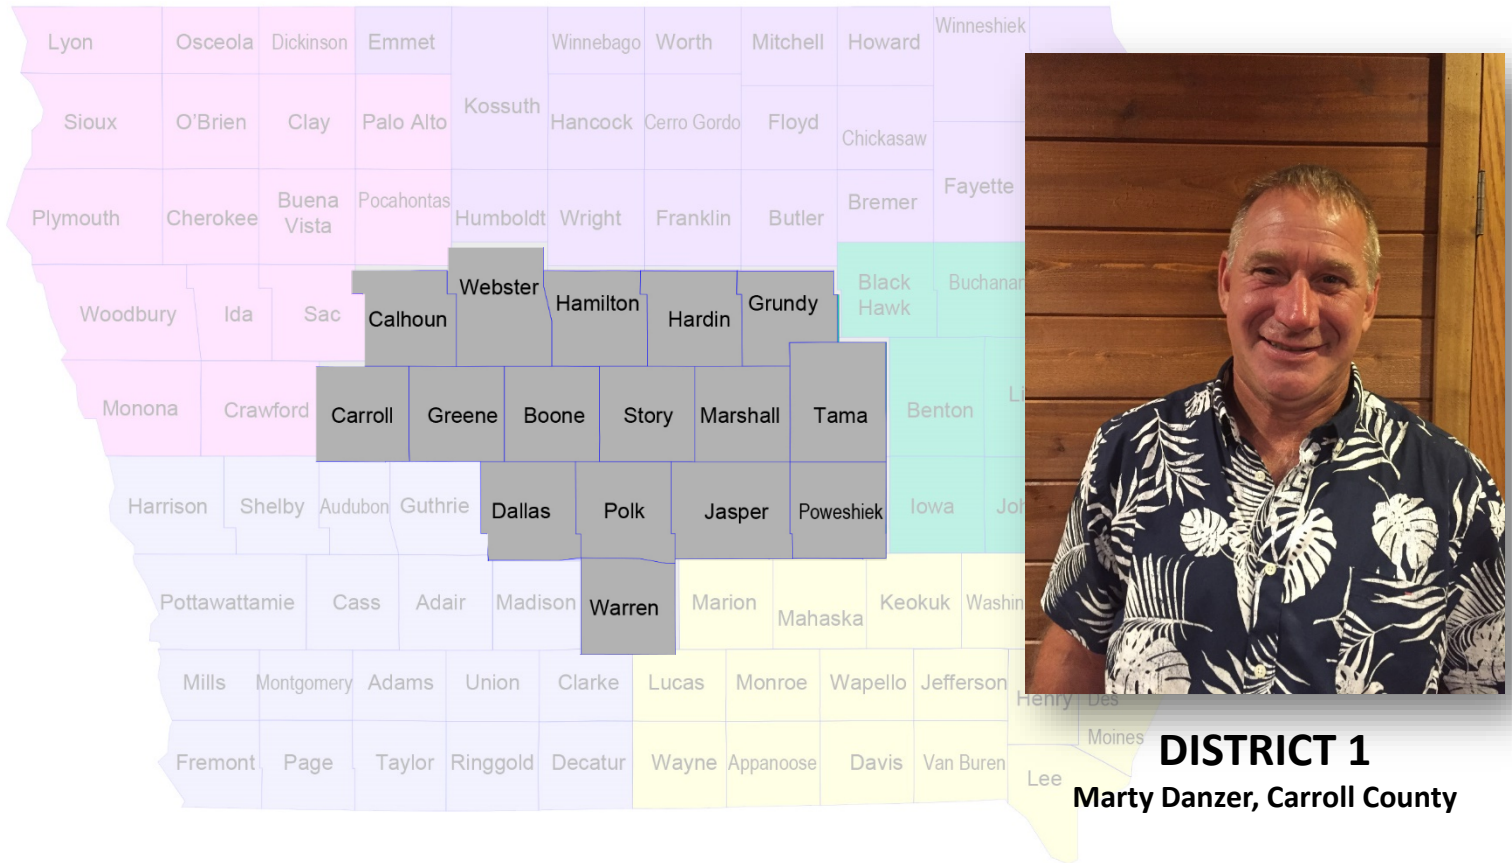 Lyon
Osceola
Dickinson
Emmet
Winnebago
Worth
Mitchell
Howard
Winneshiek
Sioux
O'Brien
Clay
Palo Alto
Kossuth
Hancock
Cerro Gordo
Floyd
Chickasaw
Plymouth
Cherokee
Buena
Vista
Pocahontas
Humboldt
Wright
Franklin
Butler
Bremer
Fayette
Woodbury
Ida
Sac
Calhoun
Webster
Hamilton
Hardin
Grundy
Black
Hawk
Buchanan
Monona
Crawford
Carroll
Greene
Boone
Story
Marshall
Tama
Benton
Li
Harrison
Shelby
Audubon
Guthrie
Dallas
Polk
Jasper
Poweshiek
Iowa
Joh
Pottawattamie
Cass
Adair
Madison
Warren
Marion
Mahaska
Keokuk
Washin
Mills
Montgomery
Adams
Union
Clarke
Lucas
Monroe
Wapello
Jefferson
Henry
Des
Moines
Fremont
Page
Taylor
Ringgold
Decatur
Wayne
Appanoose
Davis
Van Buren
Lee
DISTRICT 1
Marty Danzer, Carroll County